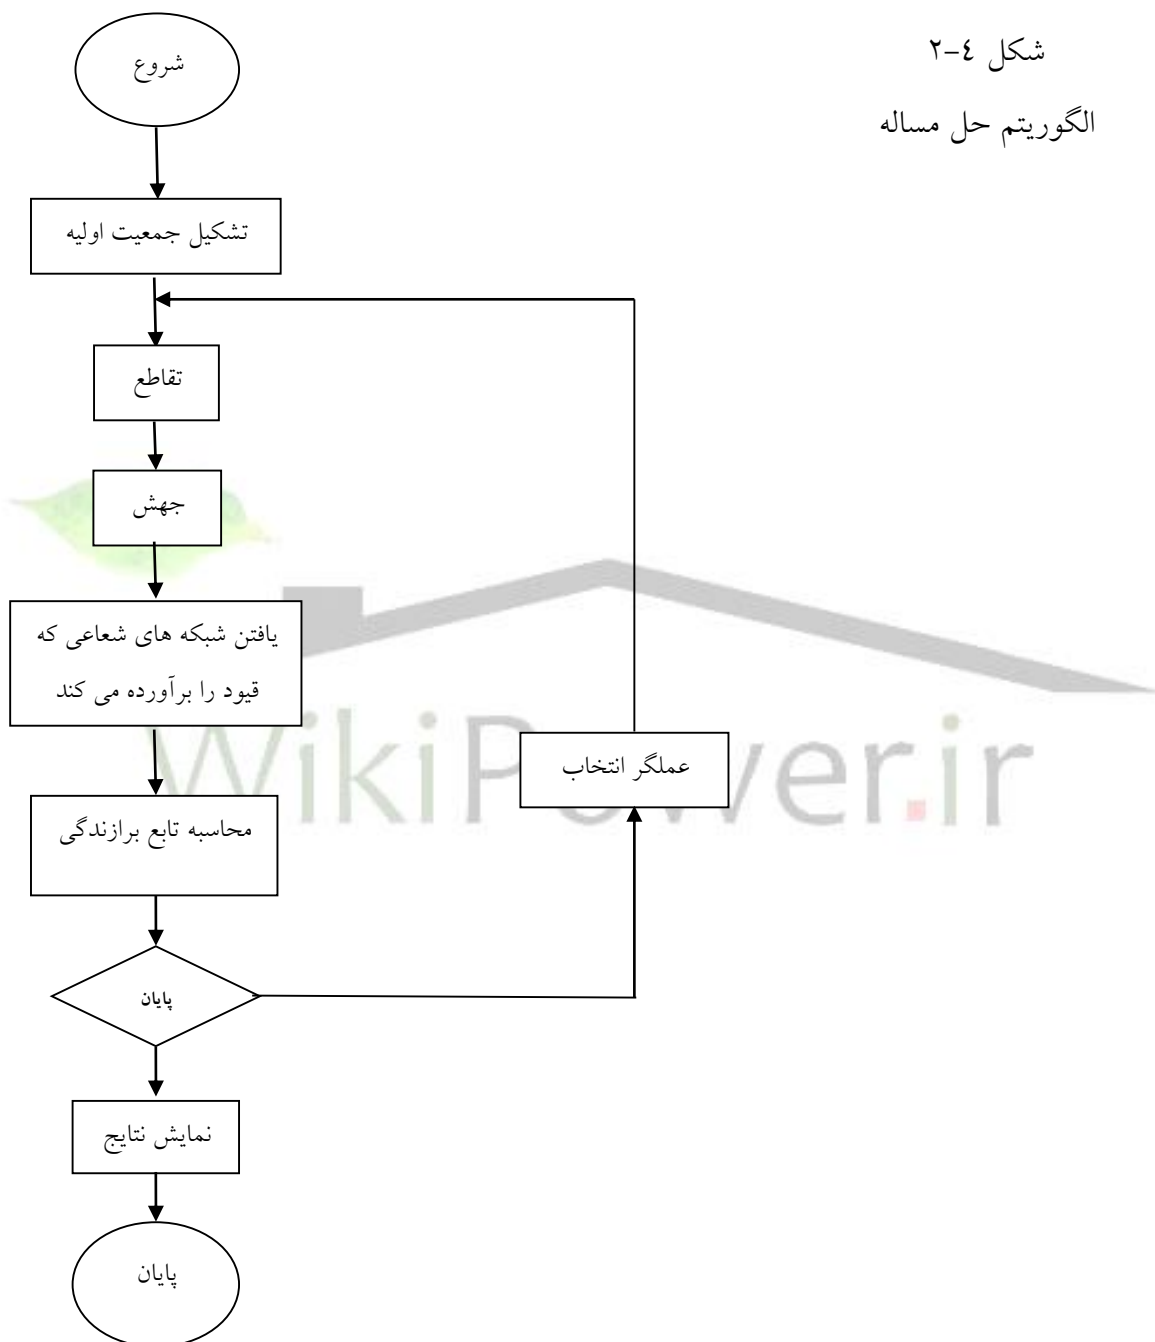 شکل ٤-٢
الگوریتم حل مساله
شروع
تشکیل جمعیت اولیه
تقاطع
جهش
یافتن شبکه های شعاعی که
قیود را برآورده می کند
محاسبه تابع برازندگی
عملگر انتخاب
پایان
نمایش نتایج
پایان
WikiPower.ir